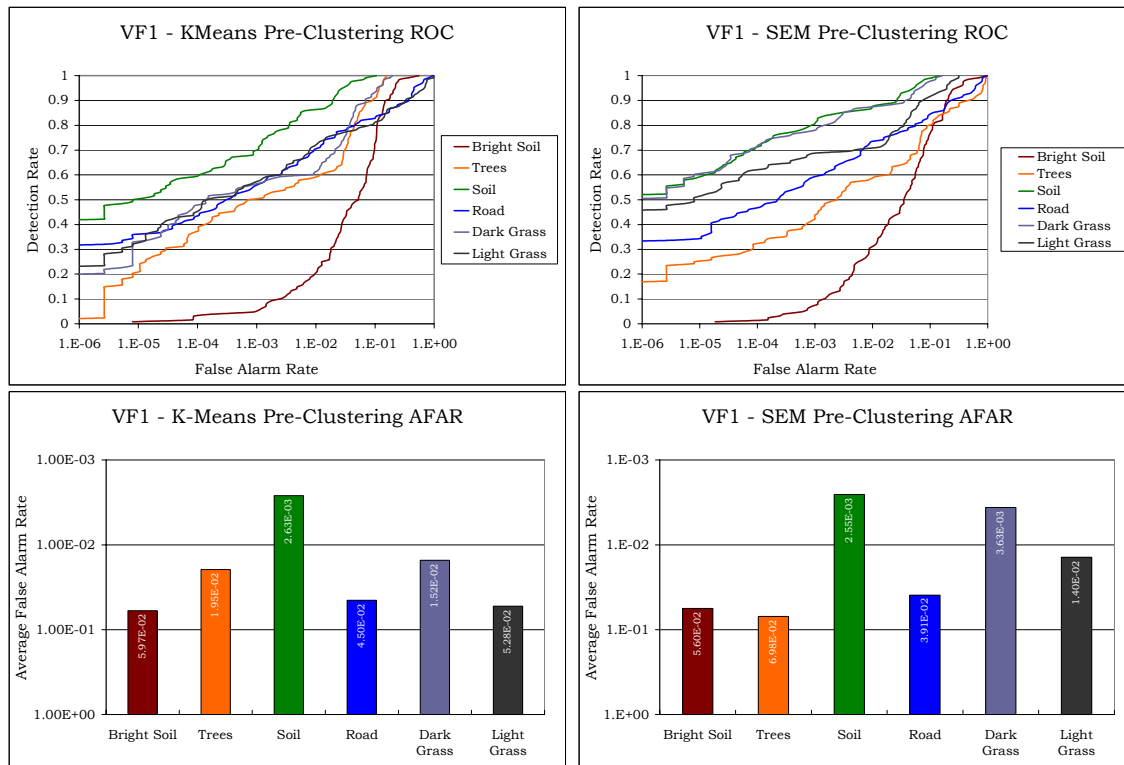 VF1 - KMeans Pre-Clustering ROC
Detection Rate
1
0.9
0.8
0.7
0.6
0.5
0.4
0.3
0.2
0.1
0
1.E-06 1.E-05 1.E-04 1.E-03 1.E-02 1.E-01 1.E+00
False Alarm Rate
Bright Soil
Trees
Soil
Road
Dark Grass
Light Grass
VF1 - SEM Pre-Clustering ROC
Detection Rate
1
0.9
0.8
0.7
0.6
0.5
0.4
0.3
0.2
0.1
0
1.E-06 1.E-05 1.E-04 1.E-03 1.E-02 1.E-01 1.E+00
False Alarm Rate
Bright Soil
Trees
Soil
Road
Dark Grass
Light Grass
VF1 - K-Means Pre-Clustering AFAR
Average False Alarm Rate
1.00E-03
1.00E-02
1.00E-01
1.00E+00
5.97E-02
1.95E-02
2.63E-03
4.50E-02
1.52E-02
5.28E-02
Bright Soil Trees Soil Road Dark Light
Grass Grass
VF1 - SEM Pre-Clustering AFAR
Average False Alarm Rate
1.E-03
1.E-02
1.E-01
1.E+00
5.60E-02
6.98E-02
2.55E-03
3.91E-02
3.63E-03
1.40E-02
Bright Soil Trees Soil Road Dark Light
Grass Grass